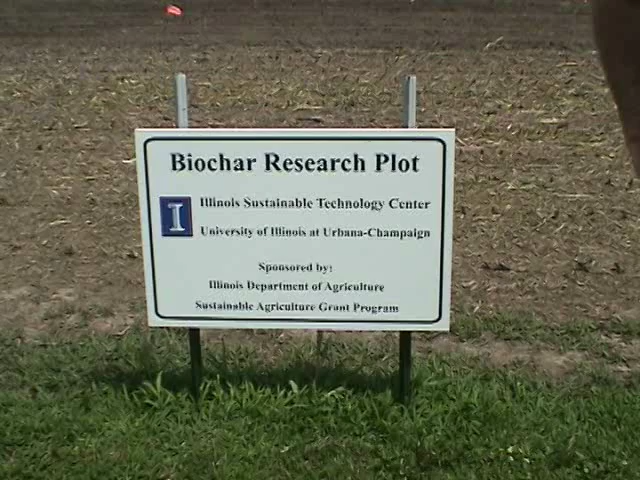 Biochar Research Plot
I
Illinois Sustainable Technology Center
University of Illinois at Urbana-Champaign
Sponsored by:
Illinois Department of Agriculture
Sustainable Agriculture Grant Program